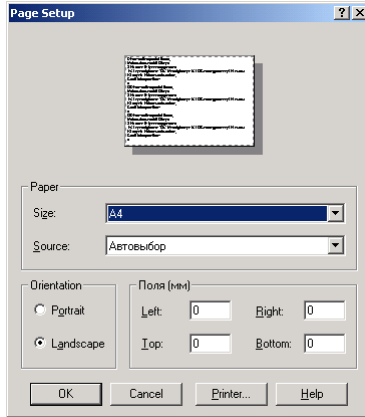 Page Setup
Paper
Size: A4
Source: Автовыбор
Orientation
Portrait
Landscape
Поля (мм)
Left: 0 Right: 0
Top: 0 Bottom: 0
OK Cancel Printer... Help